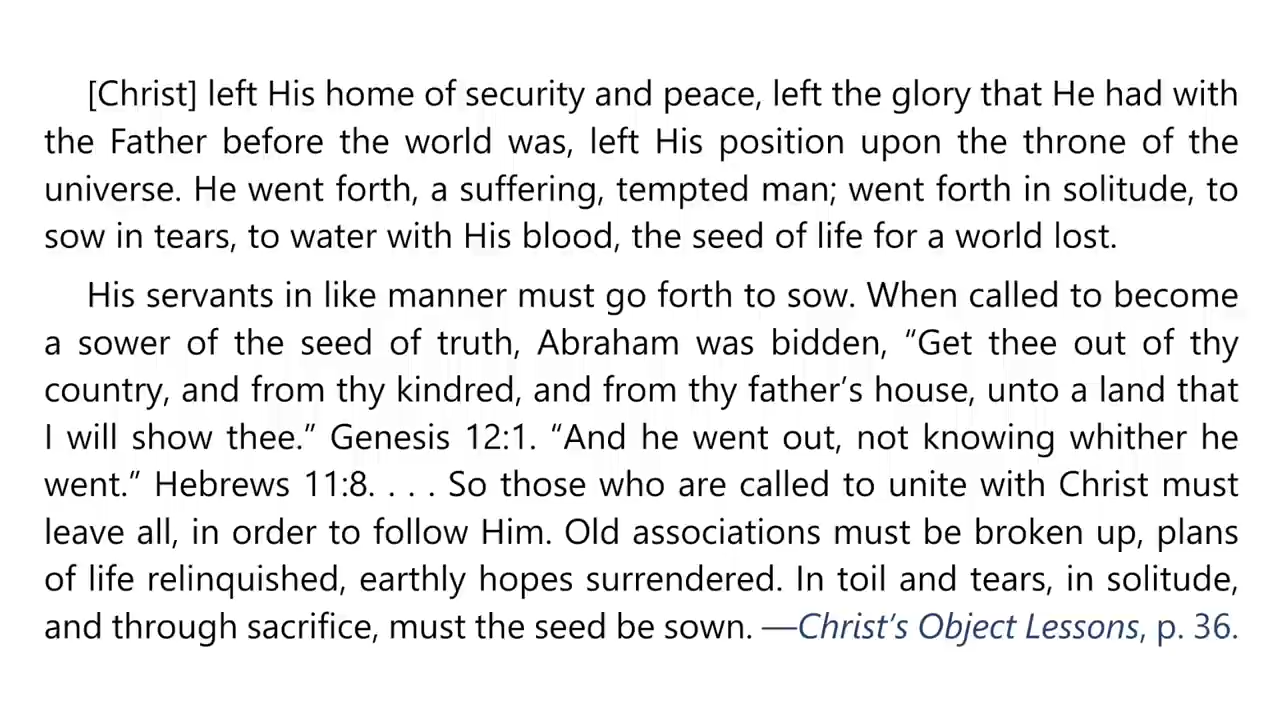 [Christ] left His home of security and peace, left the glory that He had with
the Father before the world was, left His position upon the throne of the
universe. He went forth, a suffering, tempted man; went forth in solitude, to
sow in tears, to water with His blood, the seed of life for a world lost.
His servants in like manner must go forth to sow. When called to become
a sower of the seed of truth, Abraham was bidden, “Get thee out of thy
country, and from thy kindred, and from thy father’s house, unto a land that
I will show thee.” Genesis 12:1. “And he went out, not knowing whither he
went.” Hebrews 11:8. . . . So those who are called to unite with Christ must
leave all, in order to follow Him. Old associations must be broken up, plans
of life relinquished, earthly hopes surrendered. In toil and tears, in solitude,
and through sacrifice, must the seed be sown. —Christ’s Object Lessons, p. 36.